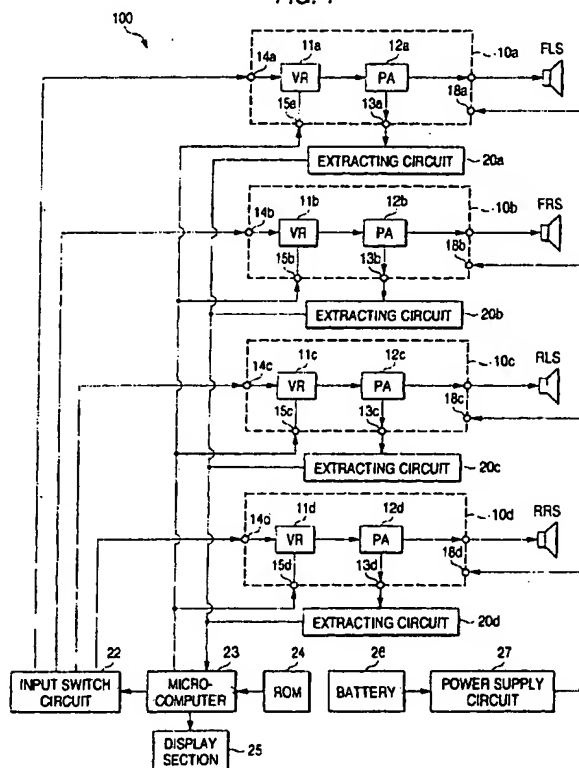 FIG. 1
100
11a
12a
10a
FLS
14a
VR
PA
15a
13a
18a
EXTRACTING CIRCUIT
20a
11b
12b
10b
FRS
14b
VR
PA
15b
13b
18b
EXTRACTING CIRCUIT
20b
11c
12c
10c
RLS
14c
VR
PA
15c
13c
18c
EXTRACTING CIRCUIT
20c
11d
12d
10d
RRS
14d
VR
PA
15d
13d
18d
EXTRACTING CIRCUIT
20d
22
23
24
26
27
INPUT SWITCH
CIRCUIT
MICRO-
COMPUTER
ROM
BATTERY
POWER SUPPLY
CIRCUIT
DISPLAY
SECTION
25